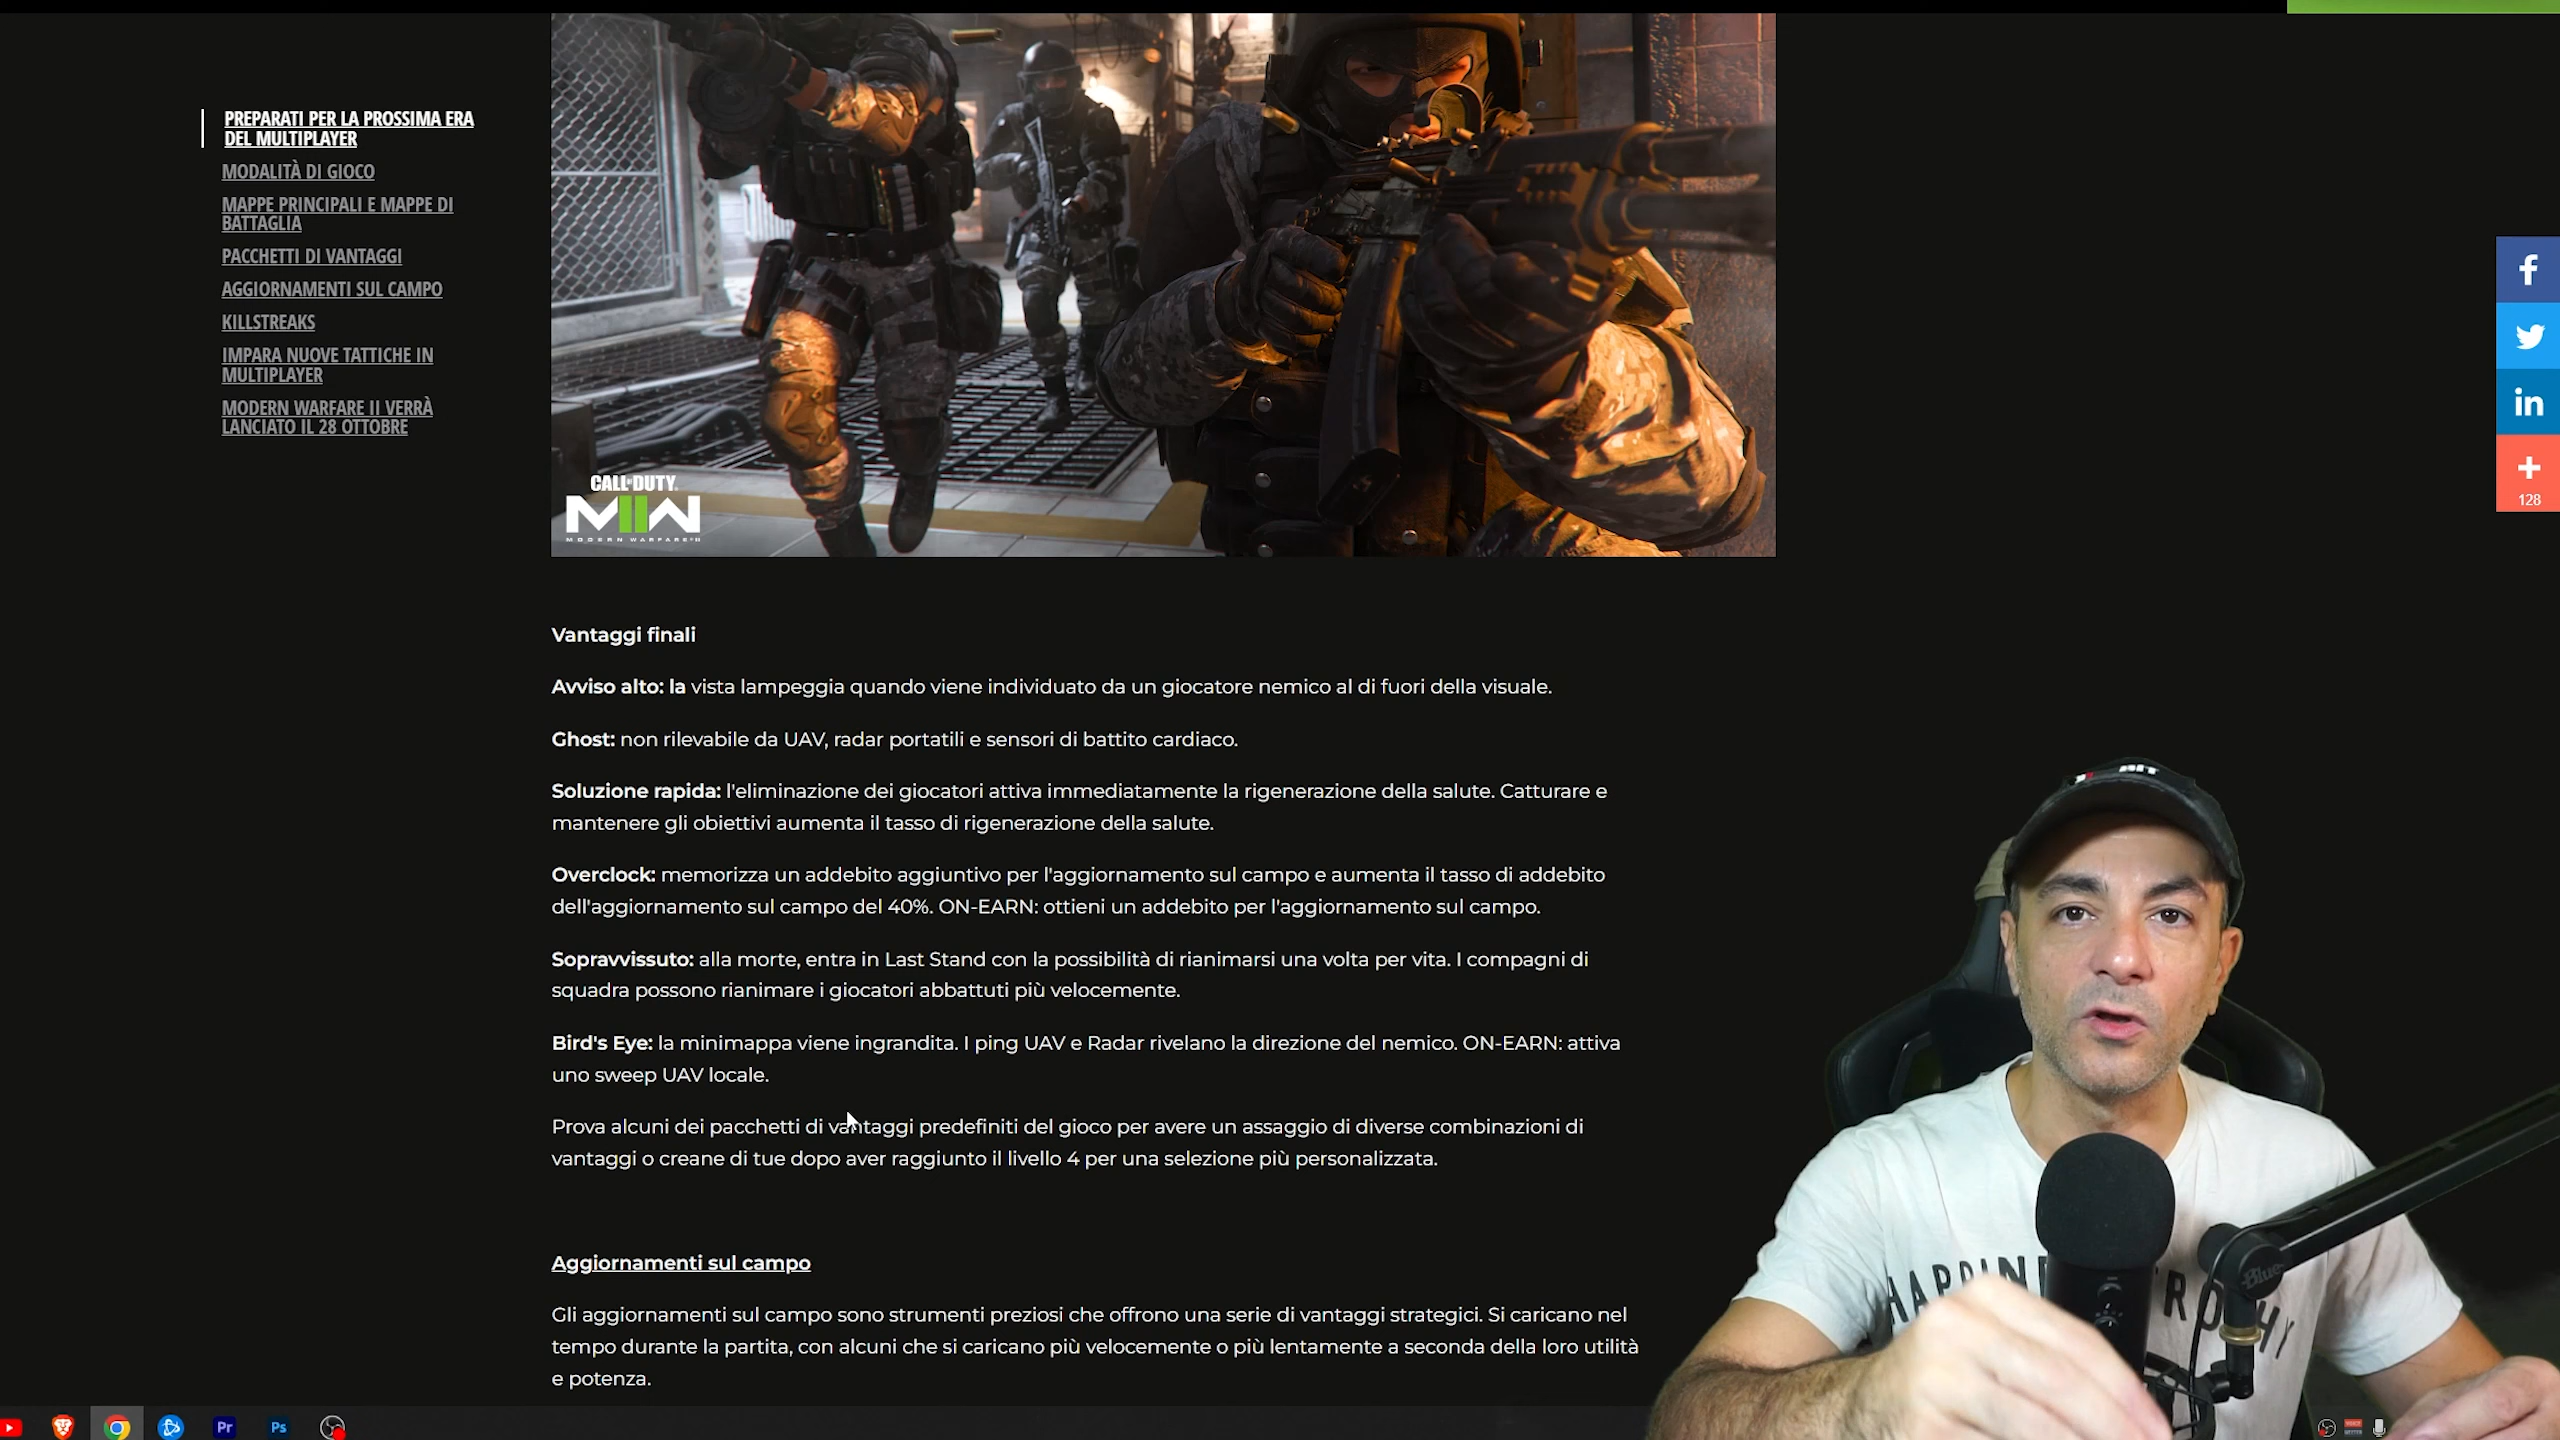 PREPARATI PER LA PROSSIMA ERA
DEL MULTIPLAYER
MODALITÀ DI GIOCO
MAPPE PRINCIPALI E MAPPE DI
BATTAGLIA
PACCHETTI DI VANTAGGI
AGGIORNAMENTI SUL CAMPO
KILLSTREAKS
IMPARA NUOVE TATTICHE IN
MULTIPLAYER
MODERN WARFARE II VERRÀ
LANCIATO IL 28 OTTOBRE
CALL OF DUTY
MWII
MODERN WARFARE II
128
Vantaggi finali
Avviso alto: la vista lampeggia quando viene individuato da un giocatore nemico al di fuori della visuale.
Ghost: non rilevabile da UAV, radar portatili e sensori di battito cardiaco.
Soluzione rapida: l'eliminazione dei giocatori attiva immediatamente la rigenerazione della salute. Catturare e
mantenere gli obiettivi aumenta il tasso di rigenerazione della salute.
Overclock: memorizza un addebito aggiuntivo per l'aggiornamento sul campo e aumenta il tasso di addebito
dell'aggiornamento sul campo del 40%. ON-EARN: ottieni un addebito per l'aggiornamento sul campo.
Sopravvissuto: alla morte, entra in Last Stand con la possibilità di rianimarsi una volta per vita. I compagni di
squadra possono rianimare i giocatori abbattuti più velocemente.
Bird's Eye: la minimappa viene ingrandita. I ping UAV e Radar rivelano la direzione del nemico. ON-EARN: attiva
uno sweep UAV locale.
Prova alcuni dei pacchetti di vantaggi predefiniti del gioco per avere un assaggio di diverse combinazioni di
vantaggi o creane di tue dopo aver raggiunto il livello 4 per una selezione più personalizzata.
Aggiornamenti sul campo
Gli aggiornamenti sul campo sono strumenti preziosi che offrono una serie di vantaggi strategici. Si caricano nel
tempo durante la partita, con alcuni che si caricano più velocemente o più lentamente a seconda della loro utilità
e potenza.
Blue
Pr
Ps